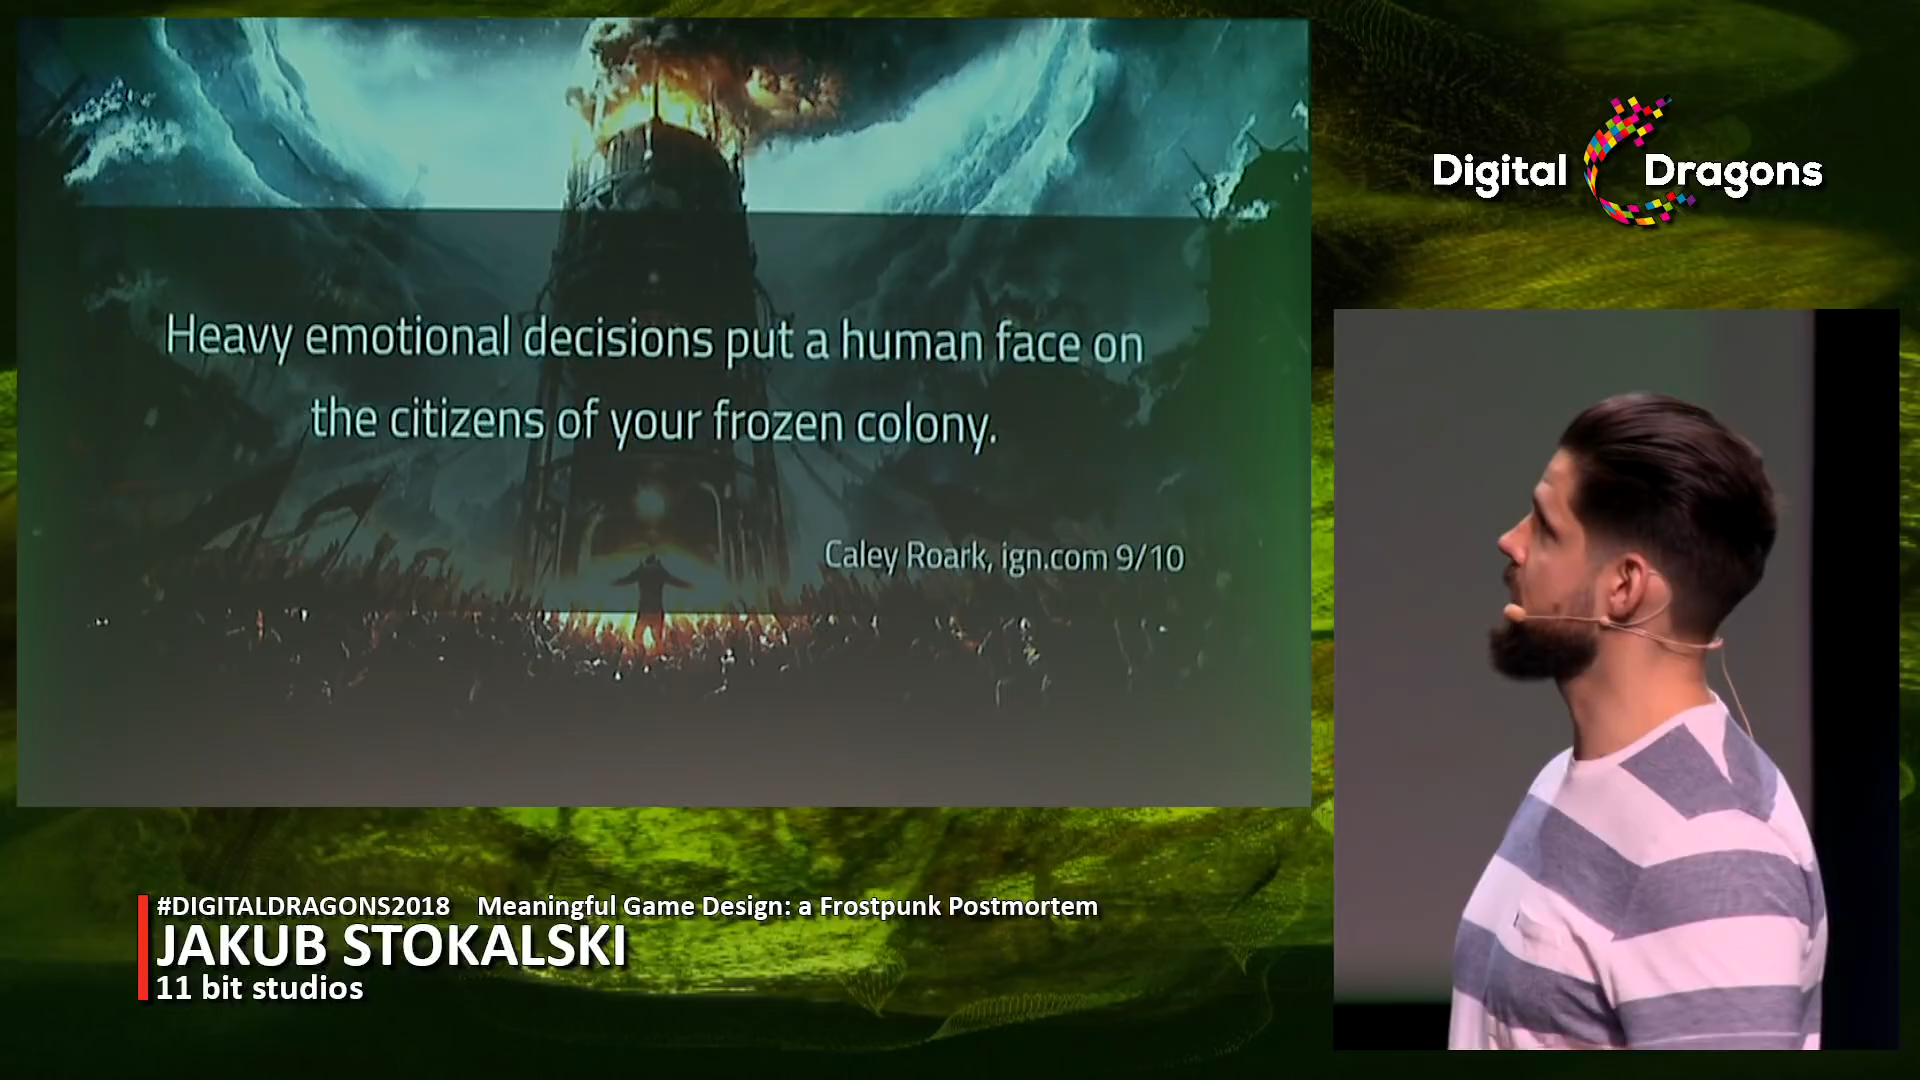 Heavy emotional decisions put a human face on
the citizens of your frozen colony.
Caley Roark, ign.com 9/10
Digital Dragons
#DIGITALDRAGONS2018 Meaningful Game Design: a Frostpunk Postmortem
JAKUB STOKALSKI
11 bit studios